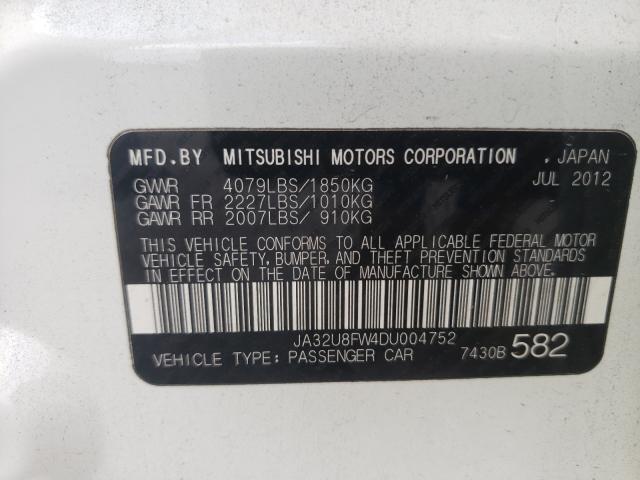 MFD.BY MITSUBISHI MOTORS CORPORATION , JAPAN
GWWR 4079LBS/1850KG JUL 2012
GAWR FR 2227LBS/1010KG
GAWR RR 2007LBS/ 910KG
THIS VEHICLE CONFORMS TO ALL APPLICABLE FEDERAL MOTOR
VEHICLE SAFETY, BUMPER, AND THEFT PREVENTION STANDARDS
IN EFFECT ON THE DATE OF MANUFACTURE SHOWN ABOVE.
JA32U8FW4DU004752
VEHICLE TYPE: PASSENGER CAR 7430B 582